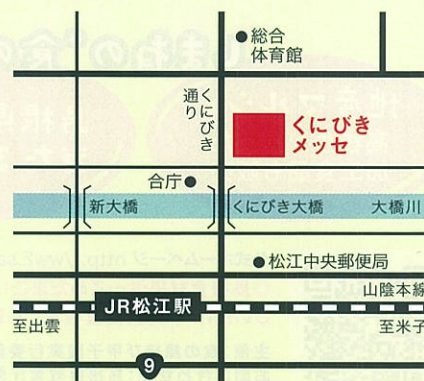 総合
体育館
くにびき
通り
くにびき
メッセ
合庁
新大橋
くにびき大橋
大橋川
松江中央郵便局
山陰本線
JR松江駅
至出雲
至米子
9